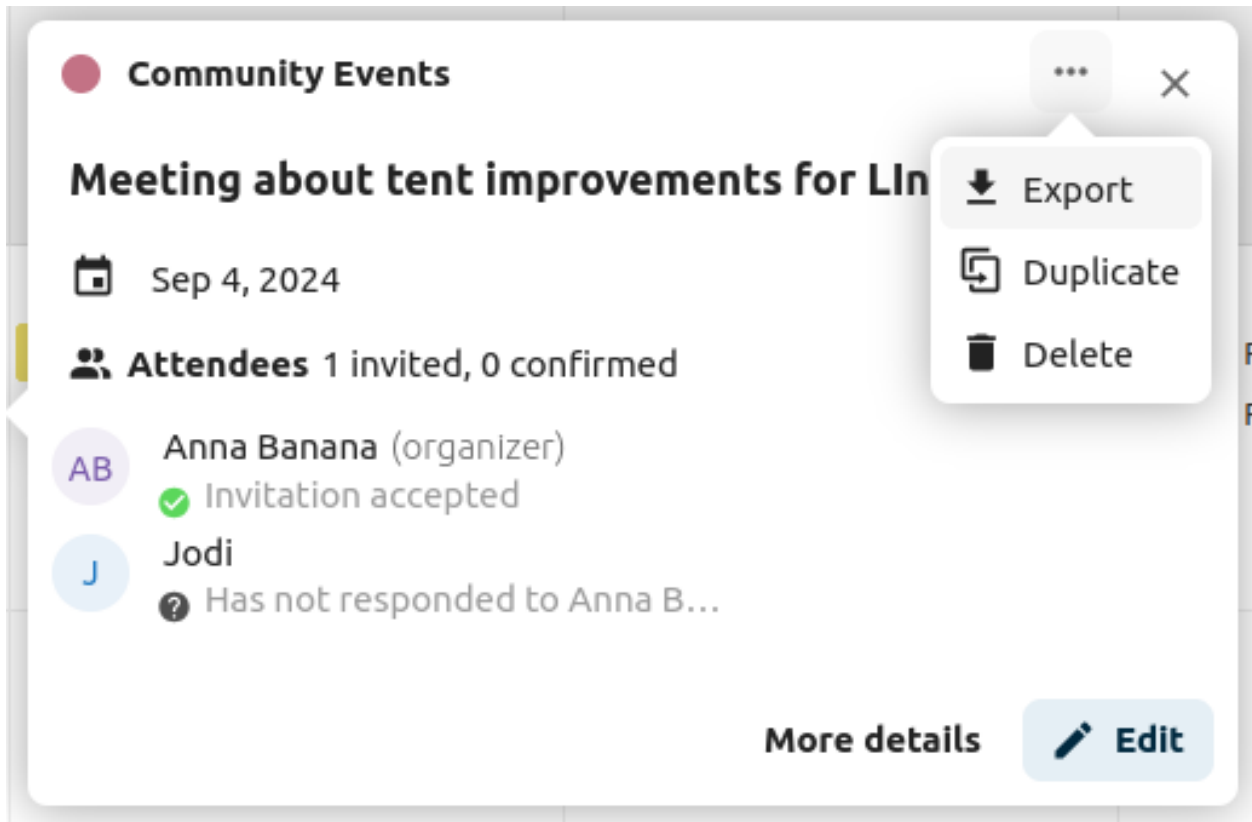 Community Events
Meeting about tent improvements for LIn
Export
Sep 4, 2024
Duplicate
Attendees 1 invited, 0 confirmed
Delete
AB
Anna Banana (organizer)
Invitation accepted
J
Jodi
Has not responded to Anna B...
More details
Edit